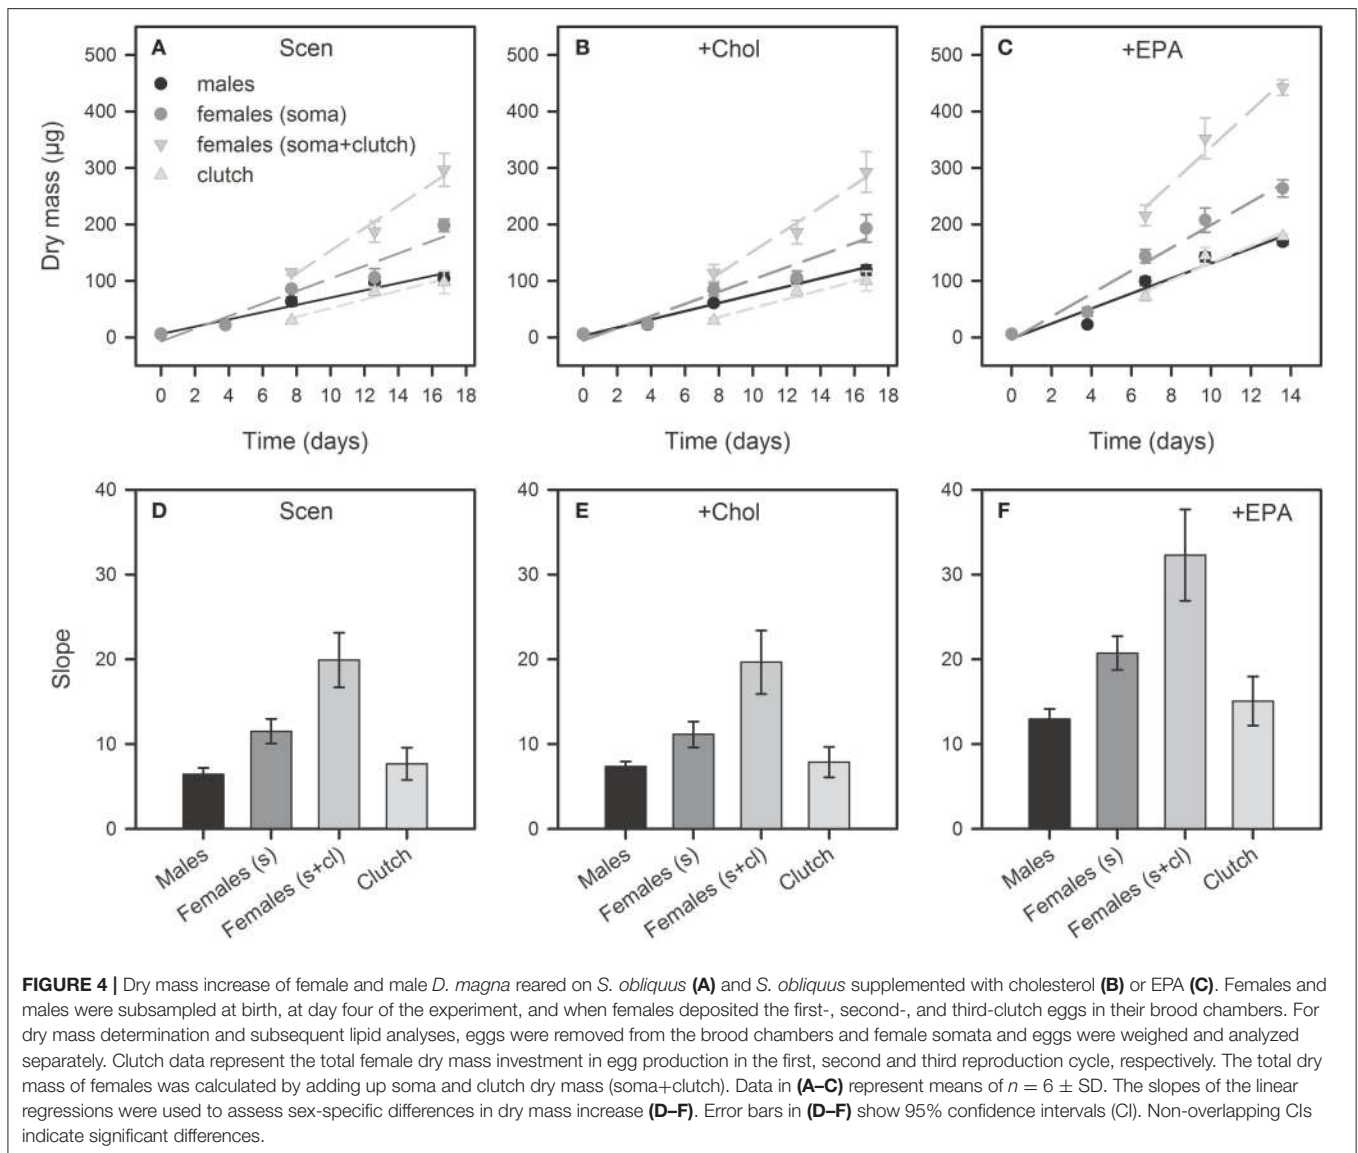 A Scen
males
females (soma)
females (soma+clutch)
clutch
Dry mass (µg)
500
400
300
200
100
0
0 2 4 6 8 10 12 14 16 18
Time (days)
B +Chol
500
400
300
200
100
0
0 2 4 6 8 10 12 14 16 18
Time (days)
C +EPA
500
400
300
200
100
0
0 2 4 6 8 10 12 14
Time (days)
D Scen
Slope
40
30
20
10
0
Males
Females (s)
Females (s+cl)
Clutch
E +Chol
40
30
20
10
0
Males
Females (s)
Females (s+cl)
Clutch
F +EPA
40
30
20
10
0
Males
Females (s)
Females (s+cl)
Clutch
FIGURE 4 | Dry mass increase of female and male D. magna reared on S. obliquus (A) and S. obliquus supplemented with cholesterol (B) or EPA (C). Females and
males were subsampled at birth, at day four of the experiment, and when females deposited the first-, second-, and third-clutch eggs in their brood chambers. For
dry mass determination and subsequent lipid analyses, eggs were removed from the brood chambers and female somata and eggs were weighed and analyzed
separately. Clutch data represent the total female dry mass investment in egg production in the first, second and third reproduction cycle, respectively. The total dry
mass of females was calculated by adding up soma and clutch dry mass (soma+clutch). Data in (A–C) represent means of n = 6 ± SD. The slopes of the linear
regressions were used to assess sex-specific differences in dry mass increase (D–F). Error bars in (D–F) show 95% confidence intervals (CI). Non-overlapping CIs
indicate significant differences.